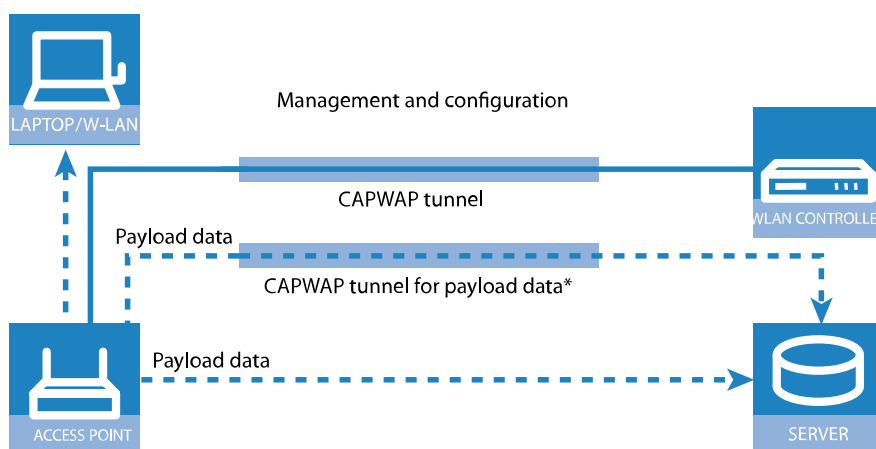 LAPTOP/W-LAN
Management and configuration
CAPWAP tunnel
WLAN CONTROLLE
Payload data
CAPWAP tunnel for payload data*
Payload data
ACCESS POINT
SERVER